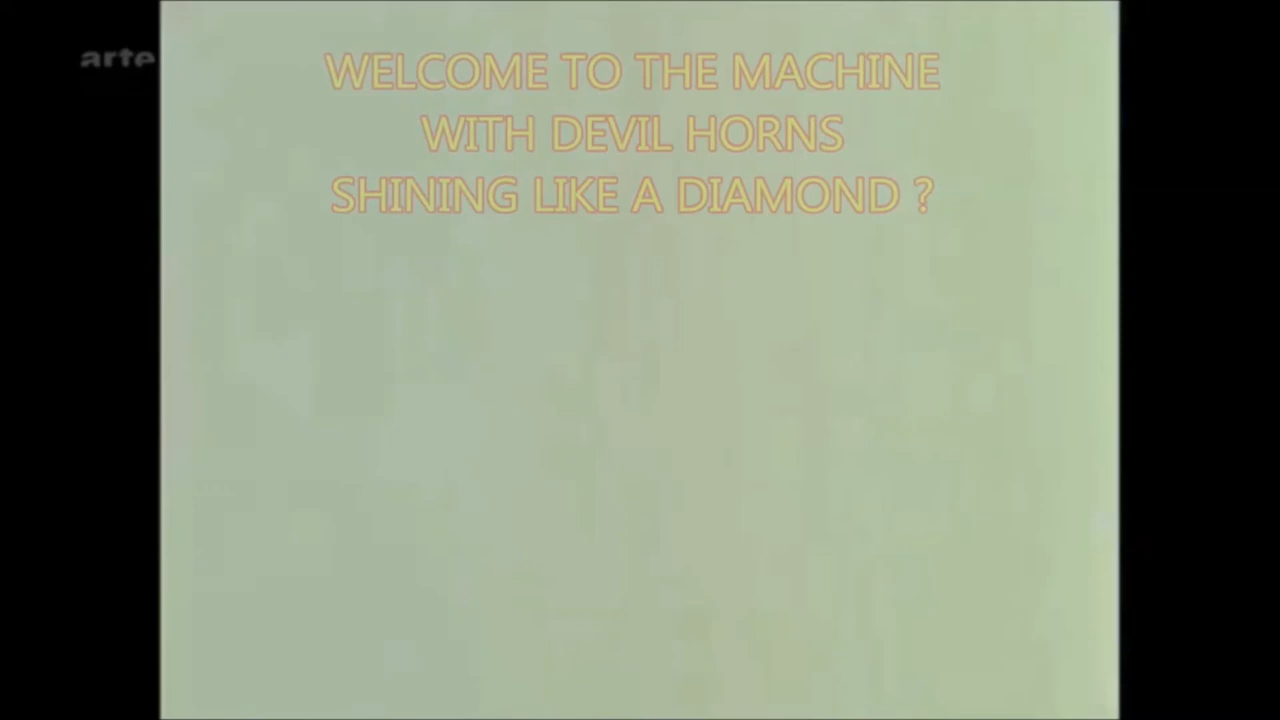 arte
WELCOME TO THE MACHINE
WITH DEVIL HORNS
SHINING LIKE A DIAMOND ?